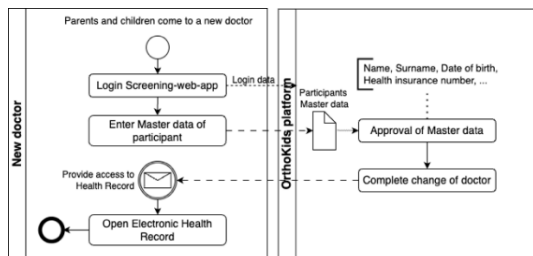 Parents and children come to a new doctor
New doctor
Login Screening-web-app
Login data
Enter Master data of
participant
Provide access to
Health Record
Open Electronic Health
Record
OrthoKids platform
Name, Surname, Date of birth,
Health insurance number, ...
Participants
Master data
Approval of Master data
Complete change of doctor